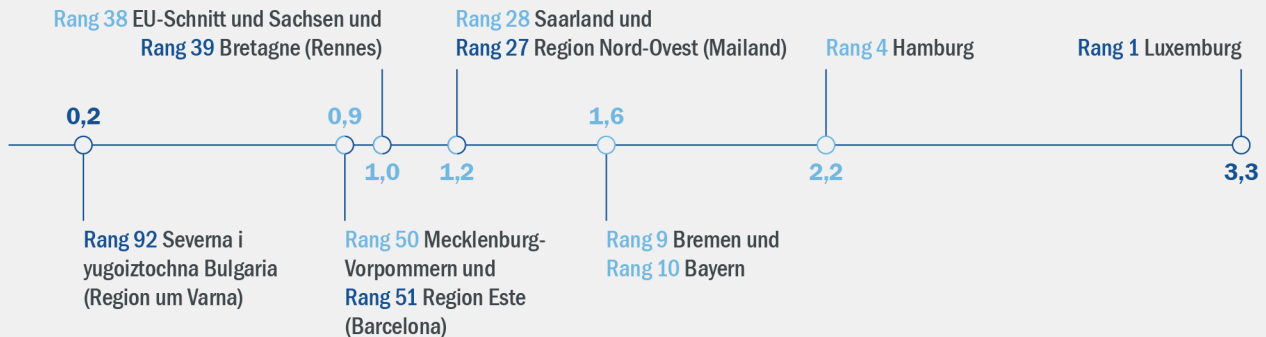 Rang 38 EU-Schnitt und Sachsen und
Rang 39 Bretagne (Rennes)
Rang 28 Saarland und
Rang 27 Region Nord-Ovest (Mailand)
Rang 4 Hamburg
Rang 1 Luxemburg
0,2
0,9
1,0
1,2
1,6
2,2
3,3
Rang 92 Severna i
yugoiztochna Bulgaria
(Region um Varna)
Rang 50 Mecklenburg-
Vorpommern und
Rang 51 Region Este
(Barcelona)
Rang 9 Bremen und
Rang 10 Bayern